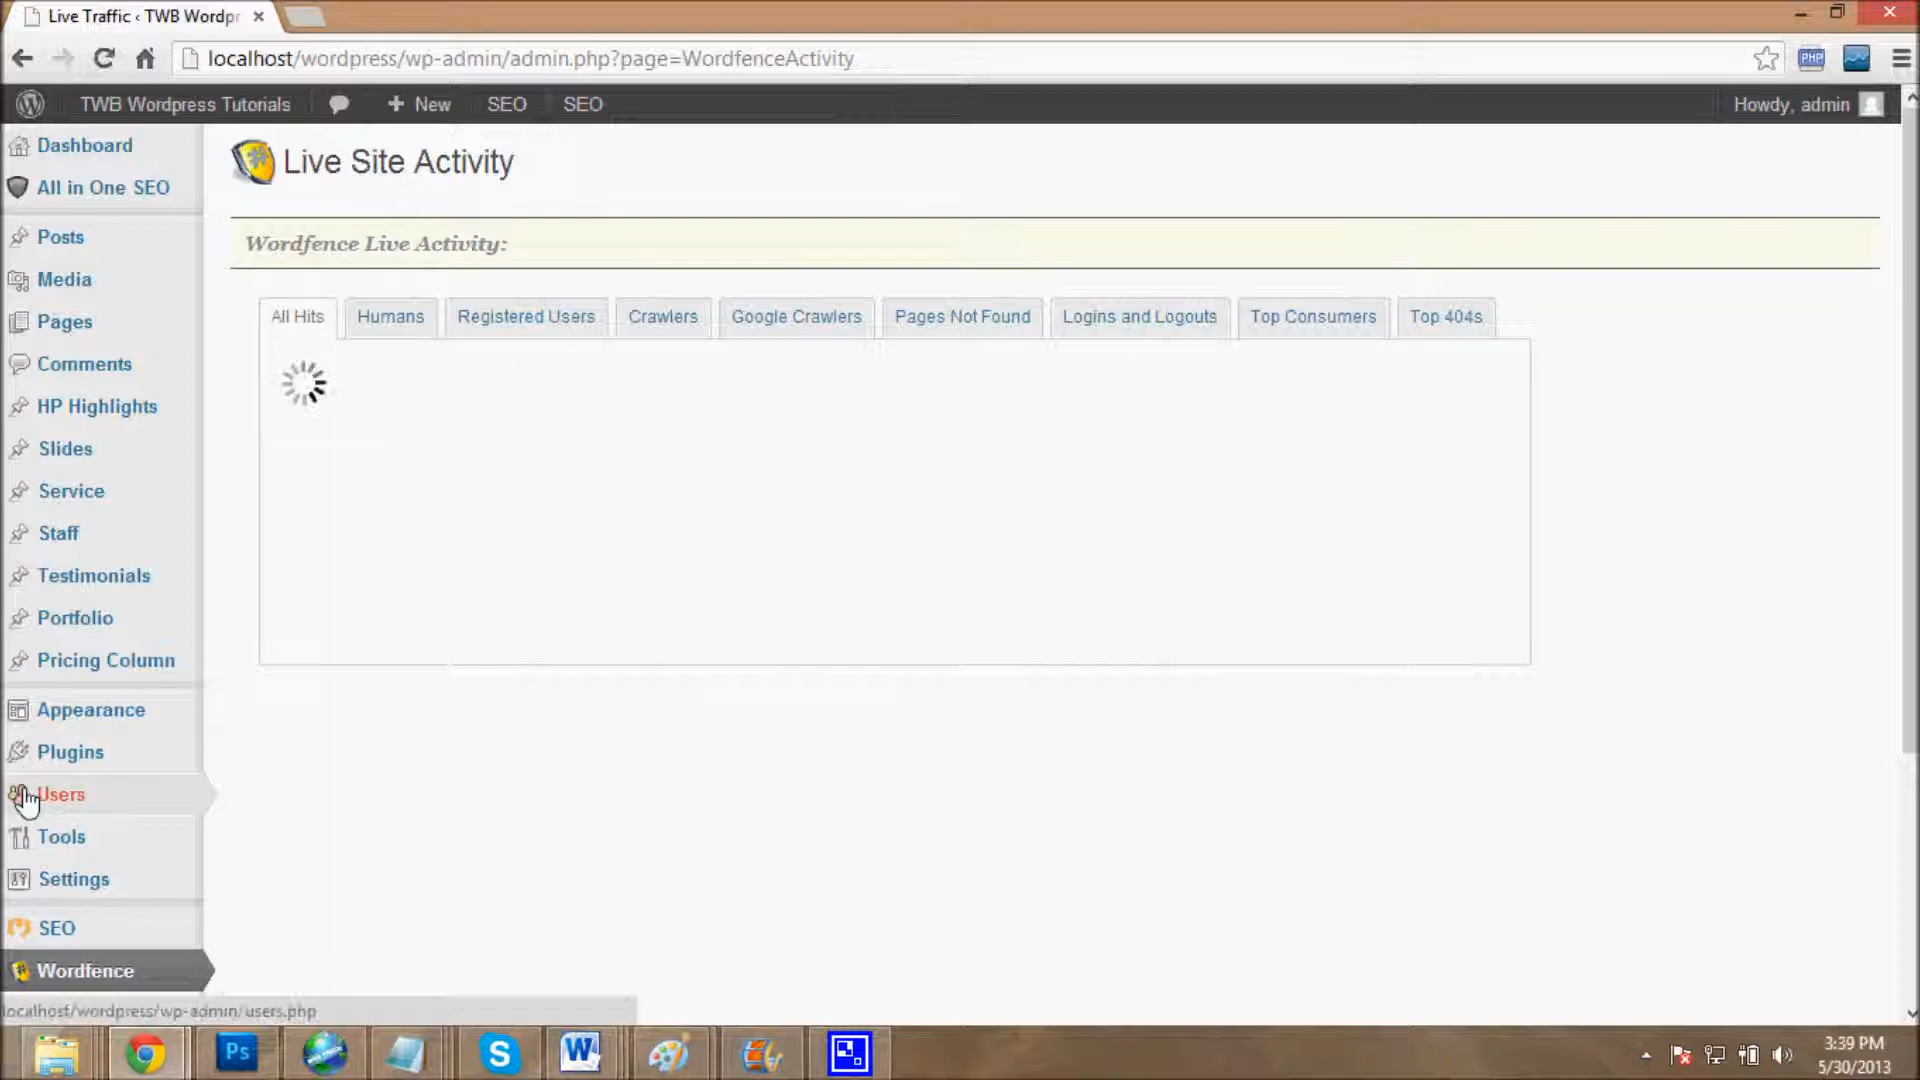 Live Traffic ‹ TWB Wordpr
localhost/wordpress/wp-admin/admin.php?page=WordfenceActivity
PHP
TWB Wordpress Tutorials + New SEO SEO Howdy, admin
Dashboard
All in One SEO
Posts
Media
Pages
Comments
HP Highlights
Slides
Service
Staff
Testimonials
Portfolio
Pricing Column
Appearance
Plugins
Users
Tools
Settings
SEO
Wordfence
Live Site Activity
Wordfence Live Activity:
All Hits Humans Registered Users Crawlers Google Crawlers Pages Not Found Logins and Logouts Top Consumers Top 404s
localhost/wordpress/wp-admin/users.php
Ps S W
3:39 PM
5/30/2013